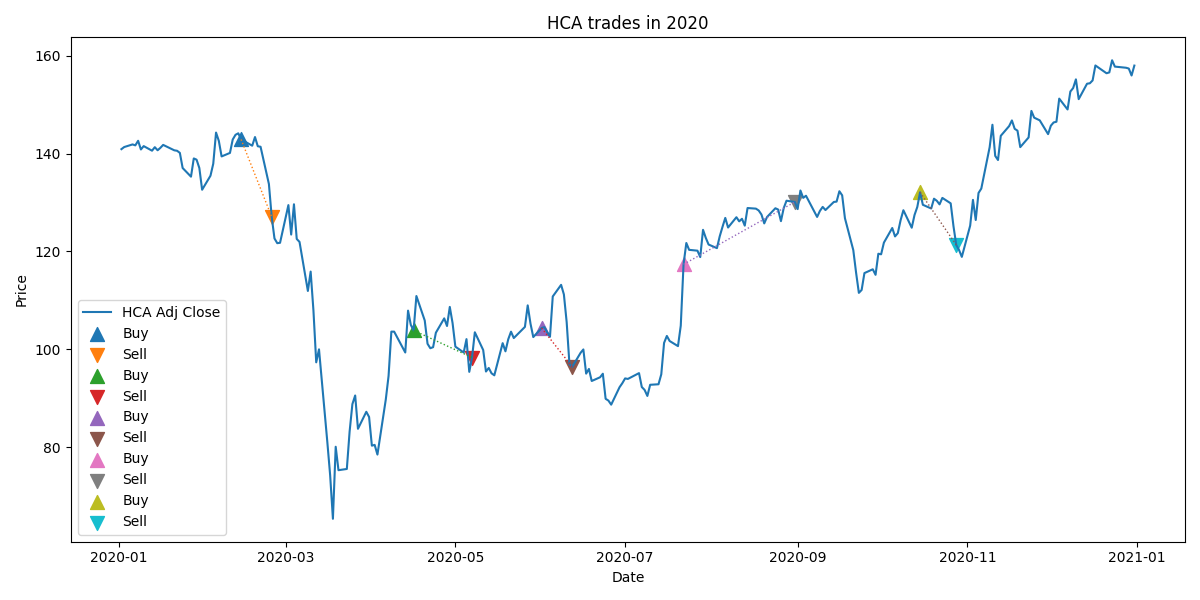 HCA trades in 2020
160
140
120
100
80
Price
HCA Adj Close
Buy
Sell
Buy
Sell
Buy
Sell
Buy
Sell
Buy
Sell
2020-01
2020-03
2020-05
2020-07
2020-09
2020-11
2021-01
Date